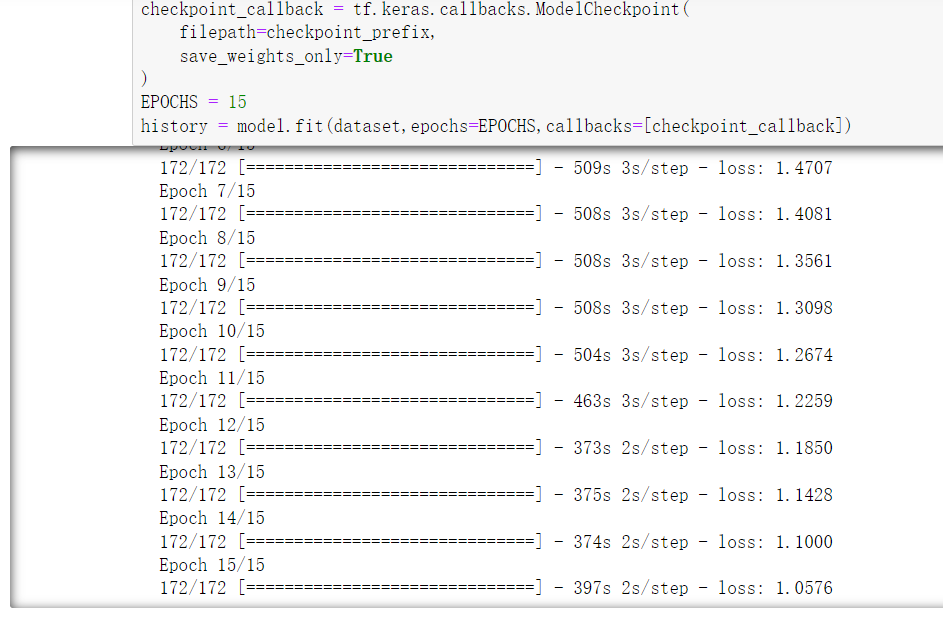 checkpoint_callback = tf.keras.callbacks.ModelCheckpoint(
    filepath=checkpoint_prefix,
    save_weights_only=True
)
EPOCHS = 15
history = model.fit(dataset,epochs=EPOCHS,callbacks=[checkpoint_callback])
Epoch 6/15
172/172 [==============================] - 509s 3s/step - loss: 1.4707
Epoch 7/15
172/172 [==============================] - 508s 3s/step - loss: 1.4081
Epoch 8/15
172/172 [==============================] - 508s 3s/step - loss: 1.3561
Epoch 9/15
172/172 [==============================] - 508s 3s/step - loss: 1.3098
Epoch 10/15
172/172 [==============================] - 504s 3s/step - loss: 1.2674
Epoch 11/15
172/172 [==============================] - 463s 3s/step - loss: 1.2259
Epoch 12/15
172/172 [==============================] - 373s 2s/step - loss: 1.1850
Epoch 13/15
172/172 [==============================] - 375s 2s/step - loss: 1.1428
Epoch 14/15
172/172 [==============================] - 374s 2s/step - loss: 1.1000
Epoch 15/15
172/172 [==============================] - 397s 2s/step - loss: 1.0576